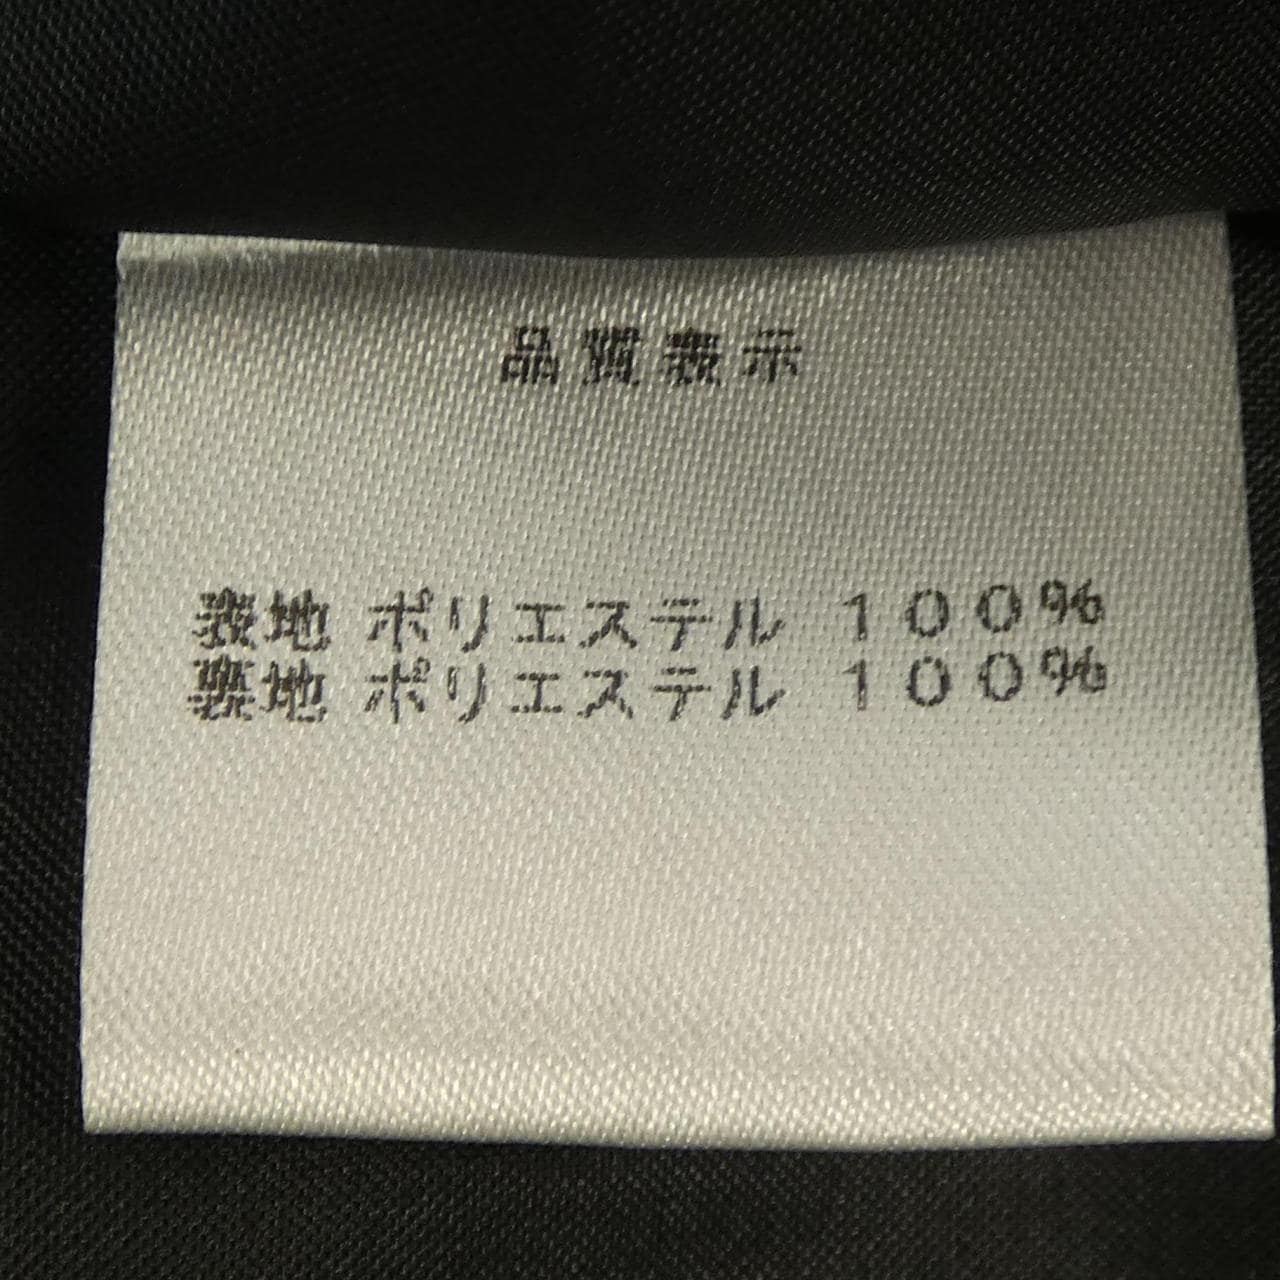 品質表示
表地 ポリエステル 100%
裏地 ポリエステル 100%